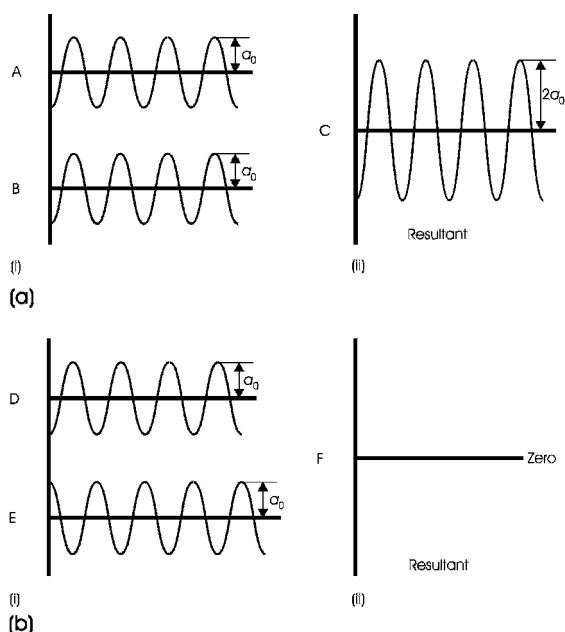 A
a₀
B
a₀
(i)
C
2a₀
Resultant
(ii)
(a)
D
a₀
E
a₀
(i)
F
Zero
Resultant
(ii)
(b)